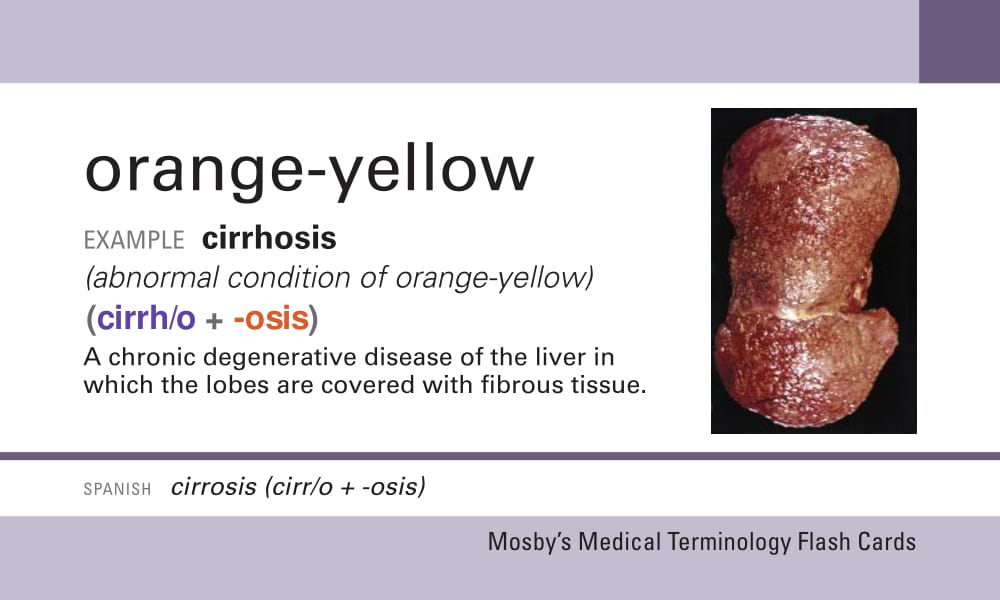 orange-yellow
EXAMPLE cirrhosis
(abnormal condition of orange-yellow)
(cirrh/o + -osis)
A chronic degenerative disease of the liver in
which the lobes are covered with fibrous tissue.
SPANISH cirrosis (cirr/o + -osis)
Mosby's Medical Terminology Flash Cards